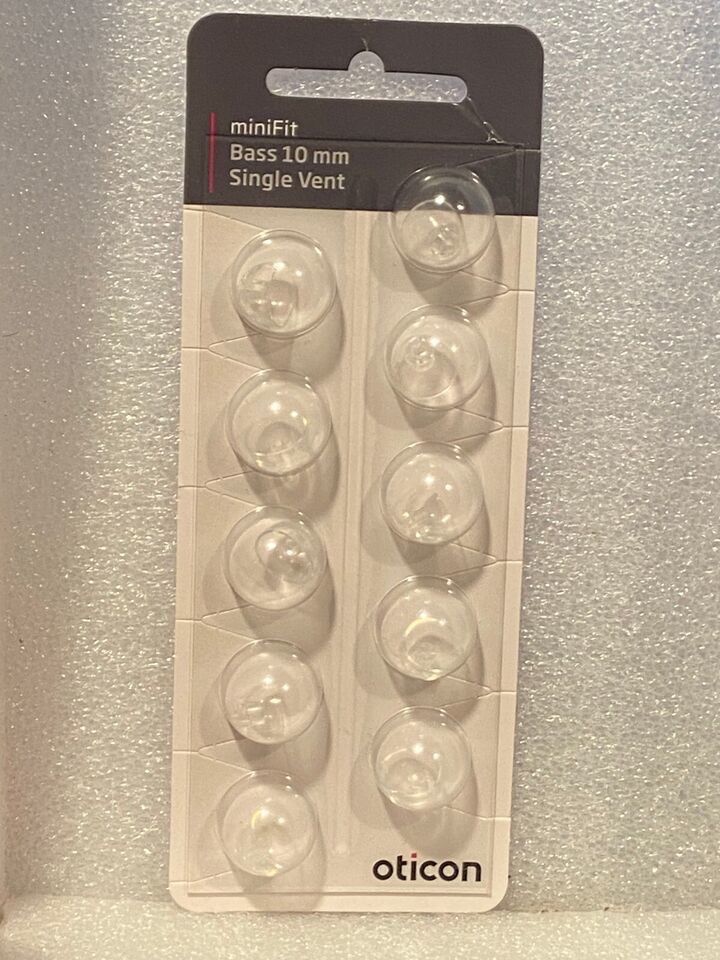 miniFit
Bass 10 mm
Single Vent
oticon